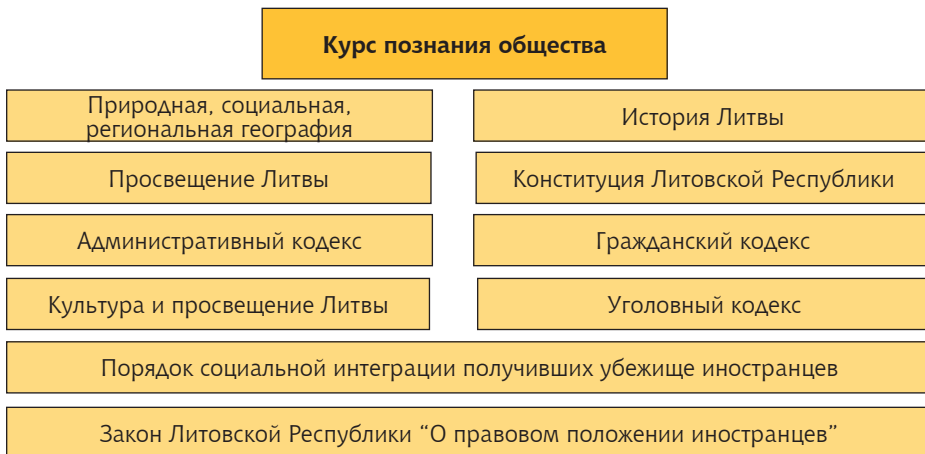 Курс познания общества
Природная, социальная,
региональная география
История Литвы
Просвещение Литвы
Конституция Литовской Республики
Административный кодекс
Гражданский кодекс
Культура и просвещение Литвы
Уголовный кодекс
Порядок социальной интеграции получивших убежище иностранцев
Закон Литовской Республики “О правовом положении иностранцев”